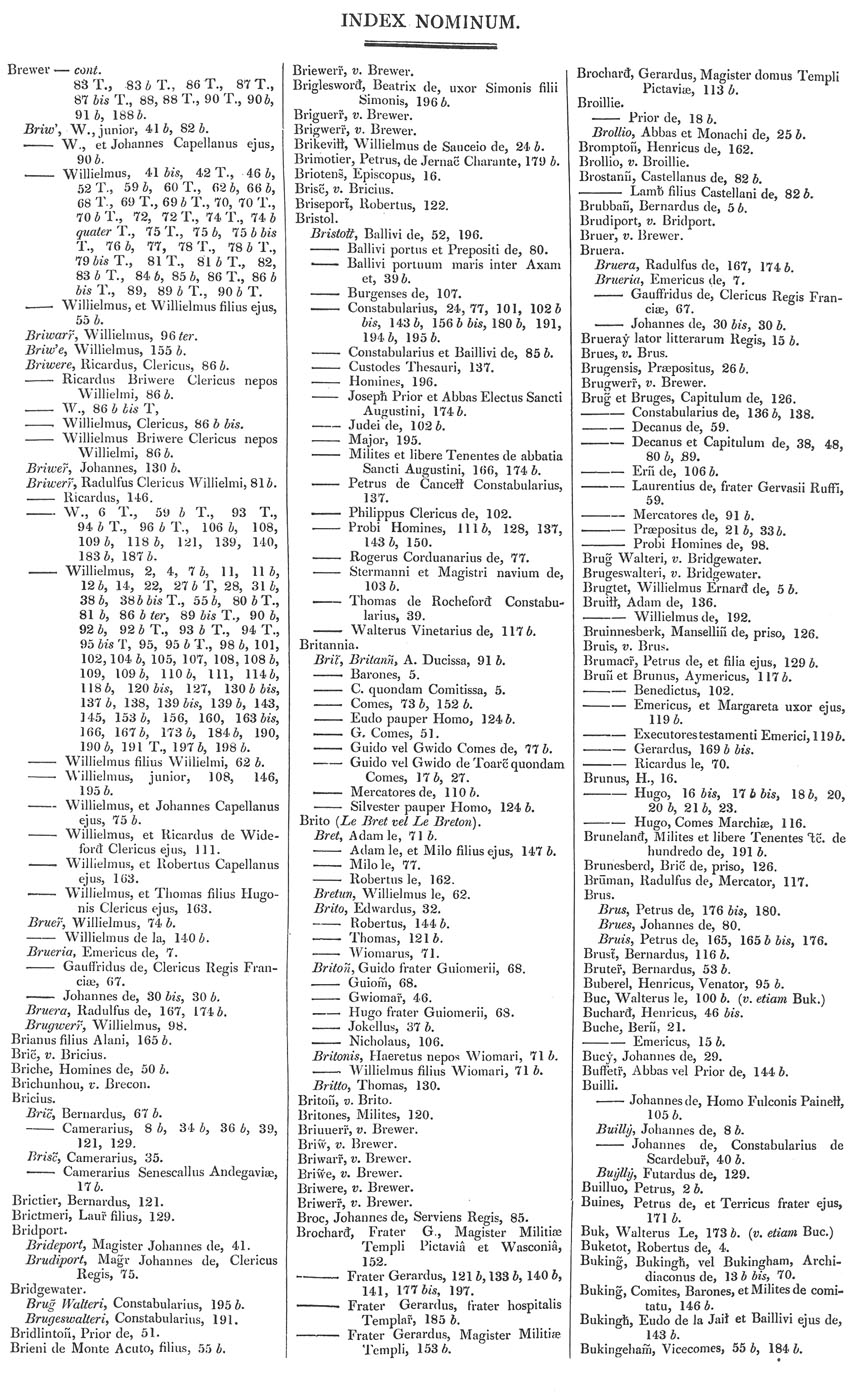 INDEX NOMINUM.
Brewer — cont.
83 T., 83 b T., 86 T., 87 T.,
87 bis T., 88, 88 T., 90 T., 90 b,
91 b, 188 b.
Briw', W., junior, 41 b, 82 b.
—— W., et Johannes Capellanus ejus,
90 b.
—— Willielmus, 41 bis, 42 T., 46 b,
52 T., 59 b, 60 T., 62 b, 66 b,
68 T., 69 T., 69 b T., 70, 70 T.,
70 b T., 72, 72 T., 74 T., 74 b
quater T., 75 T., 75 b, 75 b bis
T., 76 b, 77, 78 T., 78 b T.,
79 bis T., 81 T., 81 b T., 82,
83 b T., 84 b, 85 b, 86 T., 86 b
bis T., 89, 89 b T., 90 b T.
—— Willielmus, et Willielmus filius ejus,
55 b.
Briwarr̃, Willielmus, 96 ter.
Briw'e, Willielmus, 155 b.
Briwere, Ricardus, Clericus, 86 b.
—— Ricardus Briwere Clericus nepos
Willielmi, 86 b.
—— W., 86 b bis T,
—— Willielmus, Clericus, 86 b bis.
—— Willielmus Briwere Clericus nepos
Willielmi, 86 b.
Briwer̃, Johannes, 130 b.
Briwerr̃, Radulfus Clericus Willielmi, 81 b.
—— Ricardus, 146.
—— W., 6 T., 59 b T., 93 T.,
94 b T., 96 b T., 106 b, 108,
109 b, 118 b, 121, 139, 140,
183 b, 187 b.
—— Willielmus, 2, 4, 7 b, 11, 11 b,
12 b, 14, 22, 27 b T, 28, 31 b,
38 b, 38 b bis T., 55 b, 80 b T.,
81 b, 86 b ter, 89 bis T., 90 b,
92 b, 92 b T., 93 b T., 94 T.,
95 bis T, 95, 95 b T., 98 b, 101,
102, 104 b, 105, 107, 108, 108 b,
109, 109 b, 110 b, 111, 114 b,
118 b, 120 bis, 127, 130 b bis,
137 b, 138, 139 bis, 139 b, 143,
145, 153 b, 156, 160, 163 bis,
166, 167 b, 173 b, 184 b, 190,
190 b, 191 T., 197 b, 198 b.
—— Willielmus filius Willelmi, 62 b.
—— Willielmus, junior, 108, 146,
195 b.
—— Willielmus, et Johannes Capellanus
ejus, 75 b.
—— Willielmus, et Ricardus de Wide-
ford̃ Clericus ejus, 111.
—— Willielmus, et Robertus Capellanus
ejus, 163.
—— Willielmus, et Thomas filius Hugo-
nis Clericus ejus, 163.
Bruer̃, Willielmus, 74 b.
—— Willielmus de la, 140 b.
Brueria, Emericus de, 7.
—— Gauffridus de, Clericus Regis Fran-
ciæ, 67.
—— Johannes de, 30 bis, 30 b.
Bruera, Radulfus de, 167, 174 b.
Brugwerr̃, Willielmus, 98.
Brianus filius Alani, 165 b.
Bric̃, v. Bricius.
Briche, Homines de, 50 b.
Brichunhou, v. Brecon.
Bricius.
Bric̃, Bernardus, 67 b.
—— Camerarius, 8 b, 34 b, 36 b, 39,
121, 129.
Brisc̃, Camerarius, 35.
—— Camerarius Senescallus Andegaviæ,
17 b.
Brictier, Bernardus, 121.
Brictmeri, Laur̃ filius, 129.
Bridport.
Brideport, Magister Johannes de, 41.
Brudiport, Mag̃r Johannes de, Clericus
Regis, 75.
Bridgewater.
Brug̃ Walteri, Constabularius, 195 b.
Brugeswalteri, Constabularius, 191.
Bridlintoñ, Prior de, 51.
Brieni de Monte Acuto, filius, 55 b.
Briewerr̃, v. Brewer.
Briglesword̃, Beatrix de, uxor Simonis filii
Simonis, 196 b.
Briguerr̃, v. Brewer.
Brigwerr̃, v. Brewer.
Brikevitt̃, Willielmus de Sauceio de, 24 b.
Brimotier, Petrus, de Jernac̃ Charante, 179 b.
Briotens̃, Episcopus, 16.
Brisc̃, v. Bricius.
Briseport̃, Robertus, 122.
Bristol.
Bristott̃, Ballivi de, 52, 196.
—— Ballivi portus et Prepositi de, 80.
—— Ballivi portuum maris inter Axam
et, 39 b.
—— Burgenses de, 107.
—— Constabularius, 24, 77, 101, 102 b
bis, 143 b, 156 b bis, 180 b, 191,
194 b, 195 b.
—— Constabularius et Baillivi de, 85 b.
—— Custodes Thesauri, 137.
—— Homines, 196.
—— Joseph̃ Prior et Abbas Electus Sancti
Augustini, 174 b.
—— Judei de, 102 b.
—— Major, 195.
—— Milites et libere Tenentes de abbatia
Sancti Augustini, 166, 174 b.
—— Petrus de Cancett̃ Constabularius,
137.
—— Philippus Clericus de, 102.
—— Probi Homines, 111 b, 128, 137,
143 b, 150.
—— Rogerus Corduanarius de, 77.
—— Stermanni et Magistri navium de,
103 b.
—— Thomas de Rocheford̃ Constabu-
larius, 39.
—— Walterus Vinetarius de, 117 b.
Britannia.
Brir̃, Britañ, A. Ducissa, 91 b.
—— Barones, 5.
—— C. quondam Comitissa, 5.
—— Comes, 73 b, 152 b.
—— Eudo pauper Homo, 124 b.
—— G. Comes, 51.
—— Guido vel Gwido Comes de, 77 b.
—— Guido vel Gwido de Toarc̃ quondam
Comes, 17 b, 27.
—— Mercatores de, 110 b.
—— Silvester pauper Homo, 124 b.
Brito (Le Bret vel Le Breton).
Bret, Adam le, 71 b.
—— Adam le, et Milo filius ejus, 147 b.
—— Milo le, 77.
—— Robertus le, 162.
Bretun, Willielmus le, 62.
Brito, Edwardus, 32.
—— Robertus, 144 b.
—— Thomas, 121 b.
—— Wiomarus, 71.
Britoñ, Guido frater Guiomerii, 68.
—— Guiom̃, 68.
—— Gwiomar̃, 46.
—— Hugo frater Guiomerii, 68.
—— Jokellus, 37 b.
—— Nicholaus, 106.
Britonis, Haeretus nepos Wiomari, 71 b.
—— Willielmus filius Wiomari, 71 b.
Britto, Thomas, 130.
Britoñ, v. Brito.
Britones, Milites, 120.
Briuuerr̃, v. Brewer.
Briw̃, v. Brewer.
Briwarr̃, v. Brewer.
Briw̃e, v. Brewer.
Briwere, v. Brewer.
Briwerr̃, v. Brewer.
Broc, Johannes de, Serviens Regis, 85.
Brochard̃, Frater G., Magister Militiæ
Templi Pictaviâ et Wasconiâ,
152.
—— Frater Gerardus, 121 b, 133 b, 140 b,
141, 177 bis, 197.
—— Frater Gerardus, frater hospitalis
Templar̃, 185 b.
—— Frater Gerardus, Magister Militiæ
Templi, 153 b.
Brochard̃, Gerardus, Magister domus Templi
Pictaviæ, 113 b.
Broillie.
—— Prior de, 18 b.
Brollio, Abbas et Monachi de, 25 b.
Bromptoñ, Henricus de, 162.
Brollio, v. Broillie.
Brostañ, Castellanus de, 82 b.
—— Lamb̃ filius Castellani de, 82 b.
Brubbañ, Bernardus de, 5 b.
Brudiport, v. Bridport.
Bruer, v. Brewer.
Bruera.
Bruera, Radulfus de, 167, 174 b.
Brueria, Emericus de, 7.
—— Gauffridus de, Clericus Regis Fran-
ciæ, 67.
—— Johannes de, 30 bis, 30 b.
Brueraỹ lator litterarum Regis, 15 b.
Brues, v. Brus.
Brugensis, Præpositus, 26 b.
Brugwerr̃, v. Brewer.
Brug̃ et Bruges, Capitulum de, 126.
—— Constabularius de, 136 b, 138.
—— Decanus de, 59.
—— Decanus et Capitulum de, 38, 48,
80 b, 89.
—— Erñ de, 106 b.
—— Laurentius de, frater Gervasii Ruffi,
59.
—— Mercatores de, 91 b.
—— Præpositus de, 21 b, 33 b.
—— Probi Homines de, 98.
Brug̃ Walteri, v. Bridgewater.
Brugeswalteri, v. Bridgewater.
Brugtet, Willielmus Ernard̃ de, 5 b.
Bruitt̃, Adam de, 136.
—— Willielmus de, 192.
Bruinnesberk, Manselliñ de, priso, 126.
Bruis, v. Brus.
Brumacr̃, Petrus de, et filia ejus, 129 b.
Bruñ et Brunus, Aymericus, 117 b.
—— Benedictus, 102.
—— Emericus, et Margareta uxor ejus,
119 b.
—— Executores testamenti Emerici, 119 b.
—— Gerardus, 169 b bis.
—— Ricardus le, 70.
Brunus, H., 16.
—— Hugo, 16 bis, 17 b bis, 18 b, 20,
20 b, 21 b, 23.
—— Hugo, Comes Marchiæ, 116.
Bruneland̃, Milites et libere Tenentes ⁊c̃. de
hundredo de, 191 b.
Brunesberd, Bric̃ de, priso, 126.
Brũman, Radulfus de, Mercator, 117.
Brus.
Brus, Petrus de, 176 bis, 180.
Brues, Johannes de, 80.
Bruis, Petrus de, 165, 165 b bis, 176.
Brust̃, Bernardus, 116 b.
Bruter̃, Bernardus, 53 b.
Buberel, Henricus, Venator, 95 b.
Buc, Walterus le, 100 b. (v. etiam Buk.)
Buchard̃, Henricus de, 46 bis.
Buche, Berñ, 21.
—— Emericus, 15 b.
Bucỹ, Johannes de, 29.
Buffetr̃, Abbas vel Prior de, 144 b.
Builli.
—— Johannes de, Homo Fulconis Painett̃,
105 b.
Buillỹ, Johannes de, 8 b.
—— Johannes de, Constabularius de
Scardebur̃, 40 b.
Buỹllỹ, Futardus de, 129.
Builluo, Petrus, 2 b.
Buines, Petrus de, et Terricus frater ejus,
171 b.
Buk, Walterus Le, 173 b. (v. etiam Buc.)
Buketot, Robertus de, 4.
Buking̃, Bukingh̃, vel Bukingham, Archi-
diaconus de, 13 b bis, 70.
Buking̃, Comites, Barones, et Milites de comi-
tatu, 146 b.
Bukingh̃, Eudo de la Jait̃ et Baillivi ejus de,
143 b.
Bukingeham̃, Vicecomes, 55 b, 184 b.